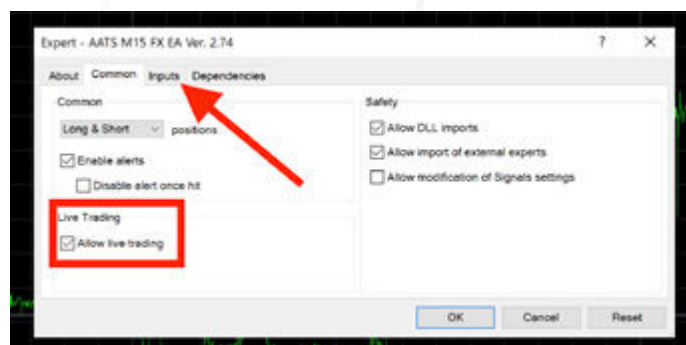 Expert - AATS M15 FX EA Ver. 2.74
? X
About Common Inputs Dependencies
Common
Long & Short positions
Enable alerts
Disable alert once hit
Live Trading
Allow live trading
Safety
Allow DLL imports
Allow import of external experts
Allow modification of Signals settings
OK Cancel Reset